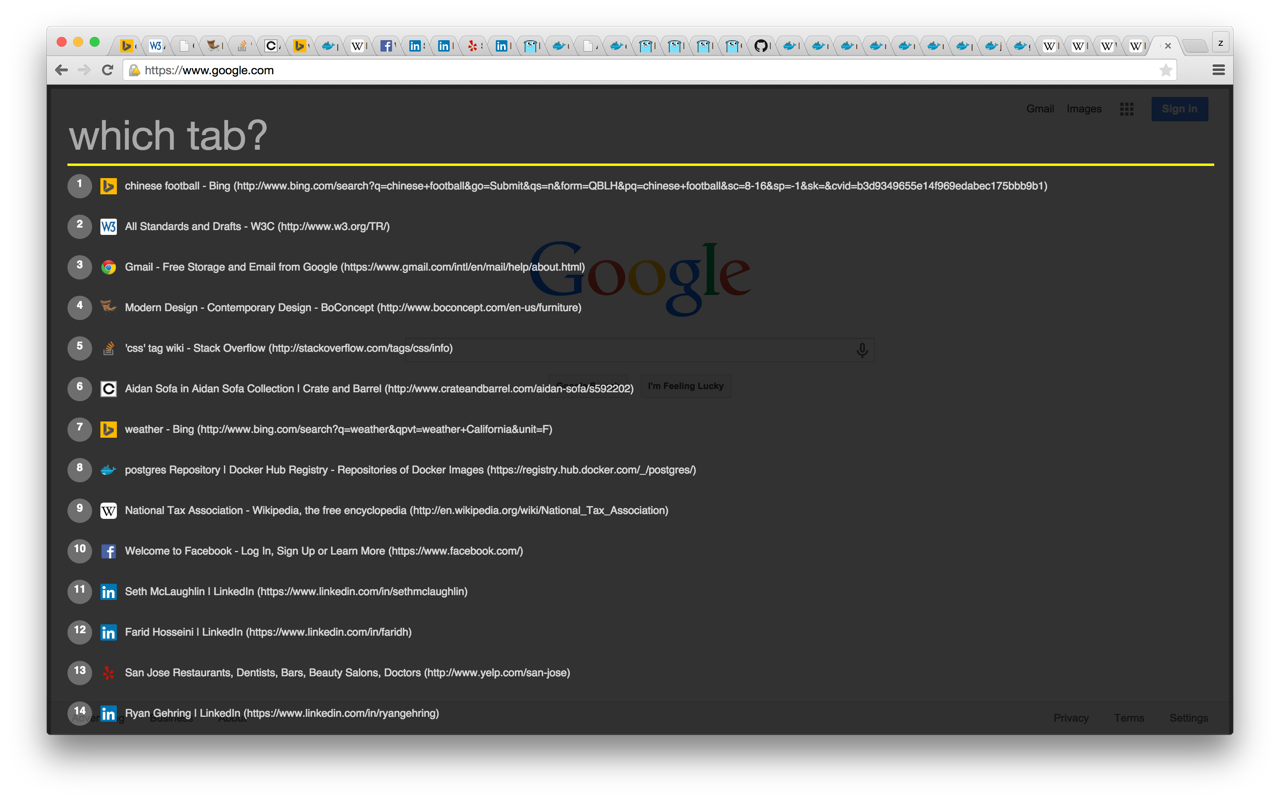 z
https://www.google.com
Gmail Images Sign in
which tab?
1 chinese football - Bing (http://www.bing.com/search?q=chinese+football&go=Submit&qs=n&form=QBLH&pq=chinese+football&sc=8-16&sp=-1&sk=&cvid=b3d9349655e14f969edabec175bbb9b1)
2 W3 All Standards and Drafts - W3C (http://www.w3.org/TR/)
Google
3 Gmail - Free Storage and Email from Google (https://www.gmail.com/intl/en/mail/help/about.html)
4 Modern Design - Contemporary Design - BoConcept (http://www.boconcept.com/en-us/furniture)
5 'css' tag wiki - Stack Overflow (http://stackoverflow.com/tags/css/info)
6 Aidan Sofa in Aidan Sofa Collection | Crate and Barrel (http://www.crateandbarrel.com/aidan-sofa/s592202) I'm Feeling Lucky
7 weather - Bing (http://www.bing.com/search?q=weather&qpvt=weather+California&unit=F)
8 postgres Repository | Docker Hub Registry - Repositories of Docker Images (https://registry.hub.docker.com/_/postgres/)
9 W National Tax Association - Wikipedia, the free encyclopedia (http://en.wikipedia.org/wiki/National_Tax_Association)
10 f Welcome to Facebook - Log In, Sign Up or Learn More (https://www.facebook.com/)
11 in Seth McLaughlin | LinkedIn (https://www.linkedin.com/in/sethmclaughlin)
12 in Farid Hosseini | LinkedIn (https://www.linkedin.com/in/faridh)
13 San Jose Restaurants, Dentists, Bars, Beauty Salons, Doctors (http://www.yelp.com/san-jose)
14 in Ryan Gehring | LinkedIn (https://www.linkedin.com/in/ryangehring)
Privacy Terms Settings